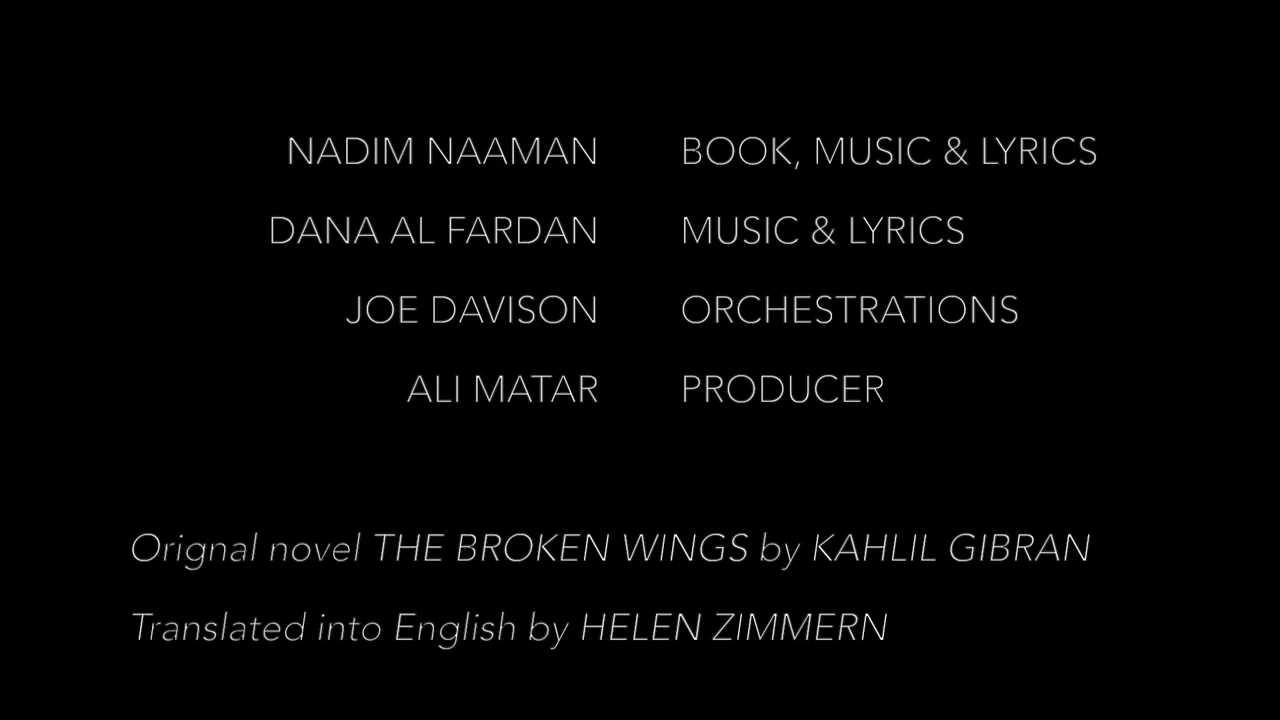 NADIM NAAMAN BOOK, MUSIC & LYRICS
DANA AL FARDAN MUSIC & LYRICS
JOE DAVISON ORCHESTRATIONS
ALI MATAR PRODUCER
Orignal novel THE BROKEN WINGS by KAHLIL GIBRAN
Translated into English by HELEN ZIMMERN